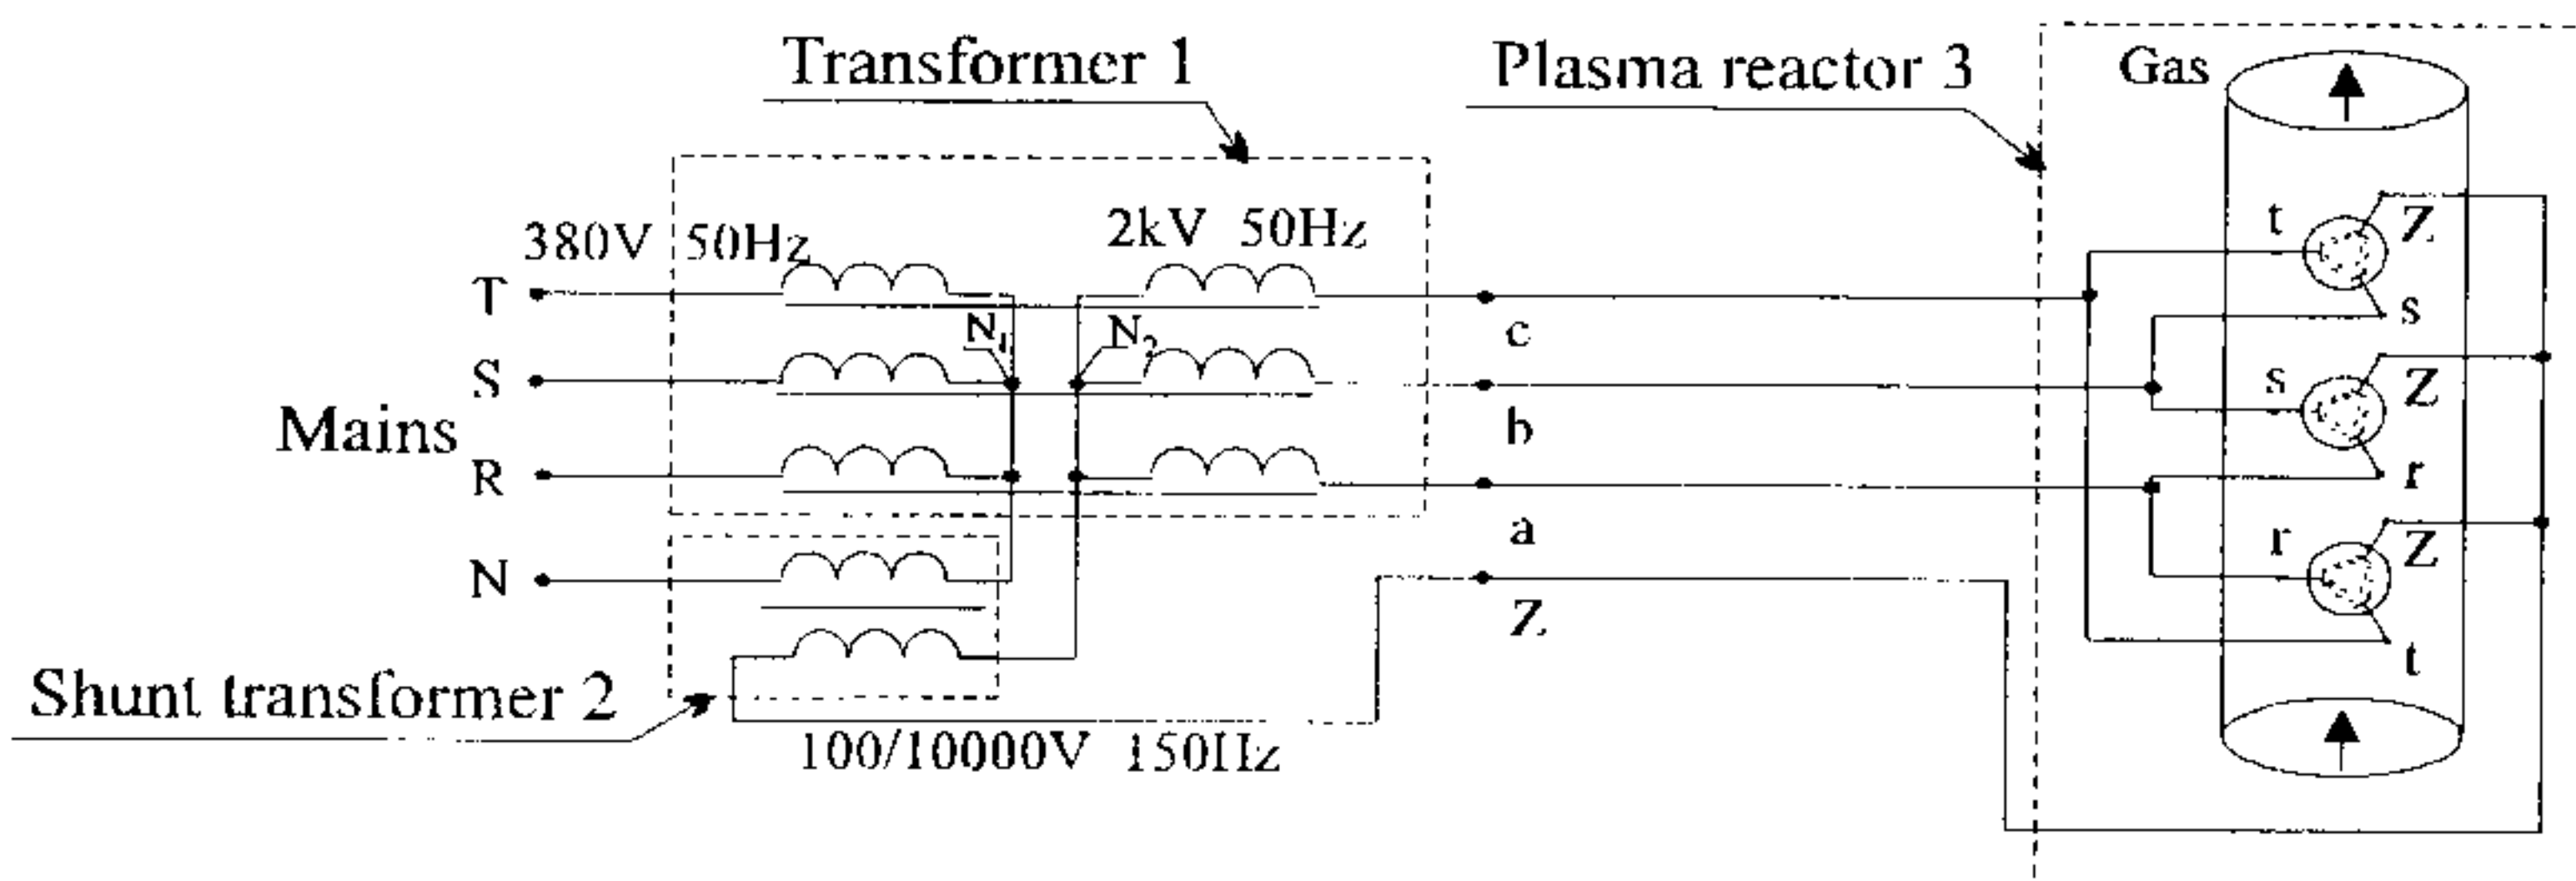 Transformer 1
Plasma reactor 3
Gas
380V 50Hz
2kV 50Hz
T
N1
N2
c
S
b
Mains
R
a
N
Z
Shunt transformer 2
100/10000V 150Hz
t
Z
s
s
Z
r
r
Z
t